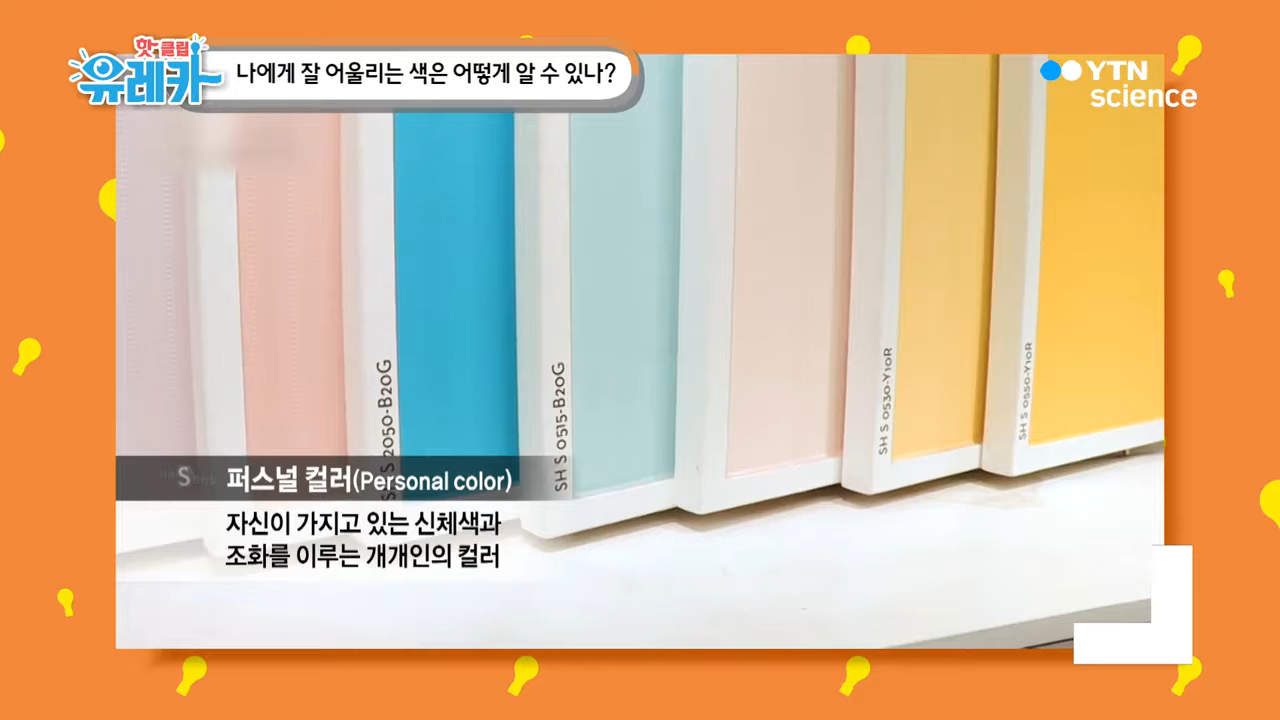 핫클립
유레카
나에게 잘 어울리는 색은 어떻게 알 수 있나?
YTN
science
S 2050-B20G
SH S 0515-B20G
SH S 0530-Y10R
SH S 0550-Y10R
퍼스널 컬러(Personal color)
자신이 가지고 있는 신체색과
조화를 이루는 개개인의 컬러